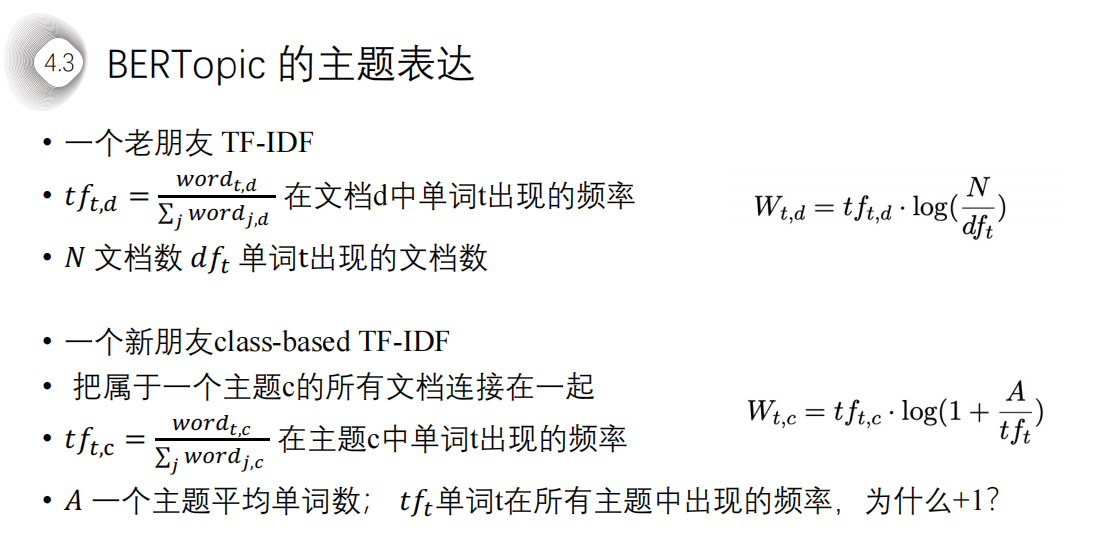 4.3
BERTopic 的主题表达
• 一个老朋友 TF-IDF
• $tf_{t,d} = \frac{word_{t,d}}{\sum_j word_{j,d}}$ 在文档d中单词t出现的频率
$W_{t,d} = tf_{t,d} \cdot \log(\frac{N}{df_t})$
• $N$ 文档数 $df_t$ 单词t出现的文档数
• 一个新朋友class-based TF-IDF
• 把属于一个主题c的所有文档连接在一起
$W_{t,c} = tf_{t,c} \cdot \log(1 + \frac{A}{tf_t})$
• $tf_{t,c} = \frac{word_{t,c}}{\sum_j word_{j,c}}$ 在主题c中单词t出现的频率
• $A$ 一个主题平均单词数； $tf_t$单词t在所有主题中出现的频率，为什么+1？